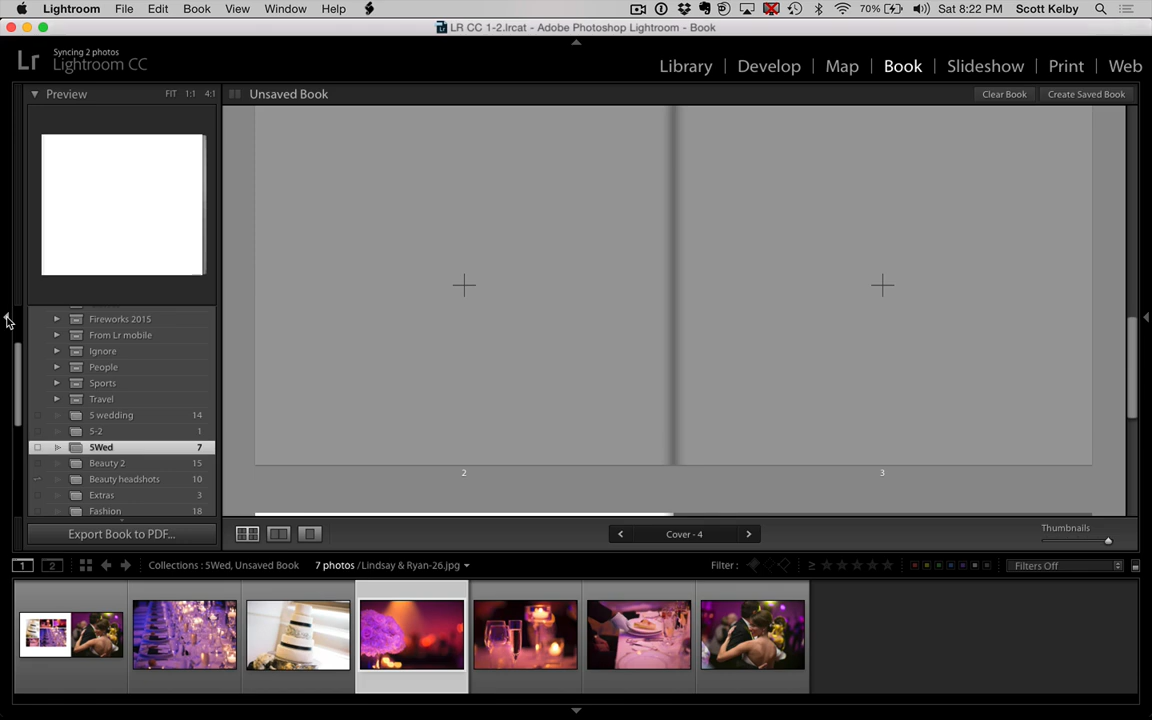 Lightroom File Edit Book View Window Help 70% Sat 8:22 PM Scott Kelby
LR CC 1-2.lrcat - Adobe Photoshop Lightroom - Book
Lr Syncing 2 photos
Lightroom CC
Library | Develop | Map | Book | Slideshow | Print | Web
Preview FIT 1:1 4:1
Unsaved Book Clear Book Create Saved Book
Fireworks 2015
From Lr mobile
Ignore
People
Sports
Travel
5 wedding 14
5-2 1
5Wed 7
Beauty 2 15
Beauty headshots 10
Extras 3
Fashion 18
2 3
Export Book to PDF... Cover - 4 Thumbnails
1 2 Collections : 5Wed, Unsaved Book 7 photos /Lindsay & Ryan-26.jpg Filter : Filters Off